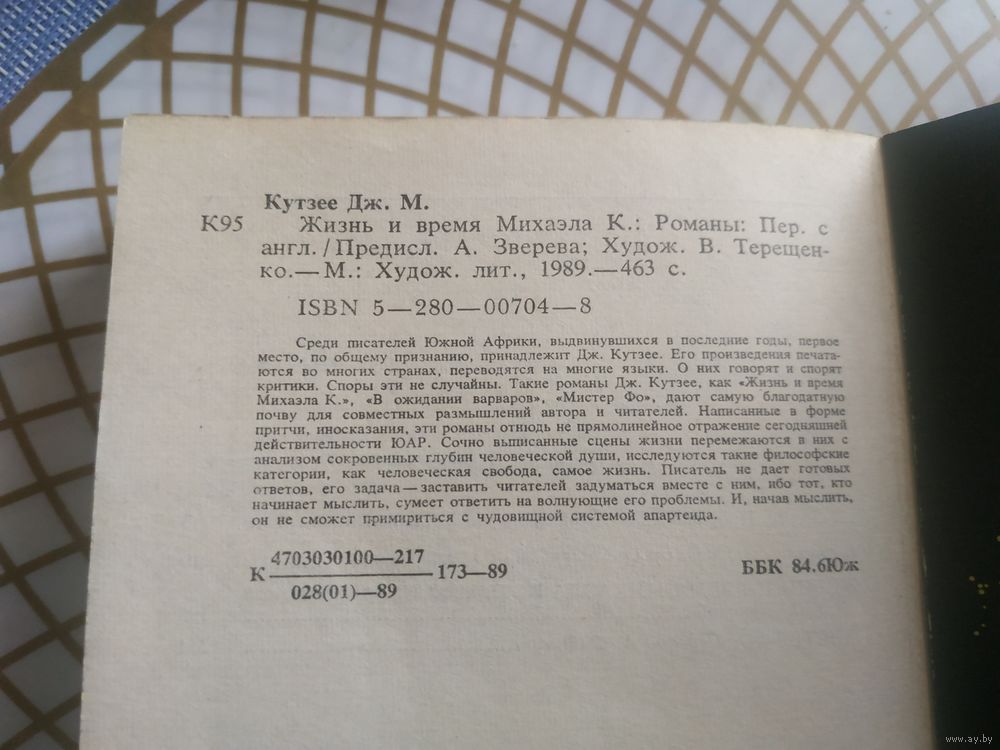 Кутзее Дж. М.
К95 Жизнь и время Михаэла К.: Романы: Пер. с
англ./Предисл. А. Зверева; Худож. В. Терещен-
ко.—М.: Худож. лит., 1989.—463 с.
ISBN 5—280—00704—8
Среди писателей Южной Африки, выдвинувшихся в последние годы, первое
место, по общему признанию, принадлежит Дж. Кутзее. Его произведения печата-
ются во многих странах, переводятся на многие языки. О них говорят и спорят
критики. Споры эти не случайны. Такие романы Дж. Кутзее, как «Жизнь и время
Михаэла К.», «В ожидании варваров», «Мистер Фо», дают самую благодатную
почву для совместных размышлений автора и читателей. Написанные в форме
притчи, иносказания, эти романы отнюдь не прямолинейное отражение сегодняшней
действительности ЮАР. Сочно выписанные сцены жизни перемежаются в них с
анализом сокровенных глубин человеческой души, исследуются такие философские
категории, как человеческая свобода, самое жизнь. Писатель не дает готовых
ответов, его задача—заставить читателей задуматься вместе с ним, ибо тот, кто
начинает мыслить, сумеет ответить на волнующие его проблемы. И, начав мыслить,
он не сможет примириться с чудовищной системой апартеида.
4703030100—217
К 173—89 ББК 84.6Юж
028(01)—89
www.ay.by